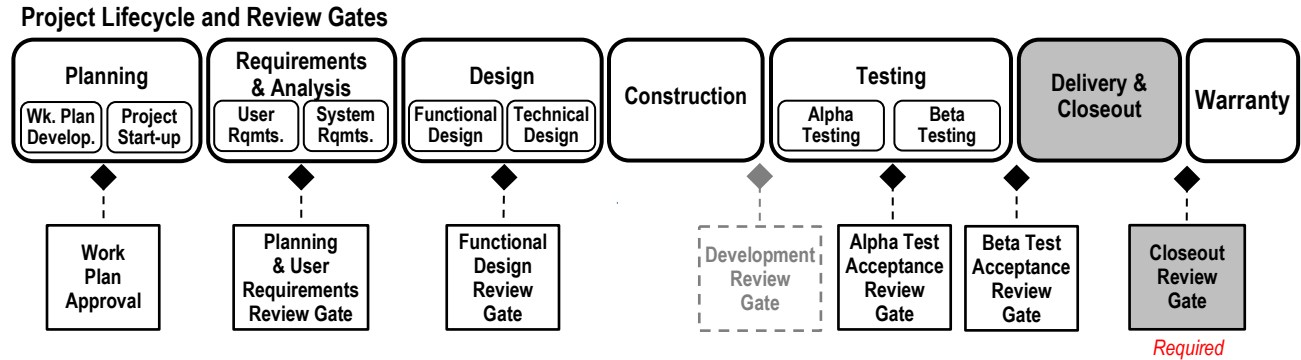 Project Lifecycle and Review Gates
Planning
Wk. Plan
Develop.
Project
Start-up
Requirements
& Analysis
User
Rqmts.
System
Rqmts.
Design
Functional
Design
Technical
Design
Construction
Testing
Alpha
Testing
Beta
Testing
Delivery &
Closeout
Warranty
Work
Plan
Approval
Planning
& User
Requirements
Review Gate
Functional
Design
Review
Gate
Development
Review
Gate
Alpha Test
Acceptance
Review
Gate
Beta Test
Acceptance
Review
Gate
Closeout
Review
Gate
Required